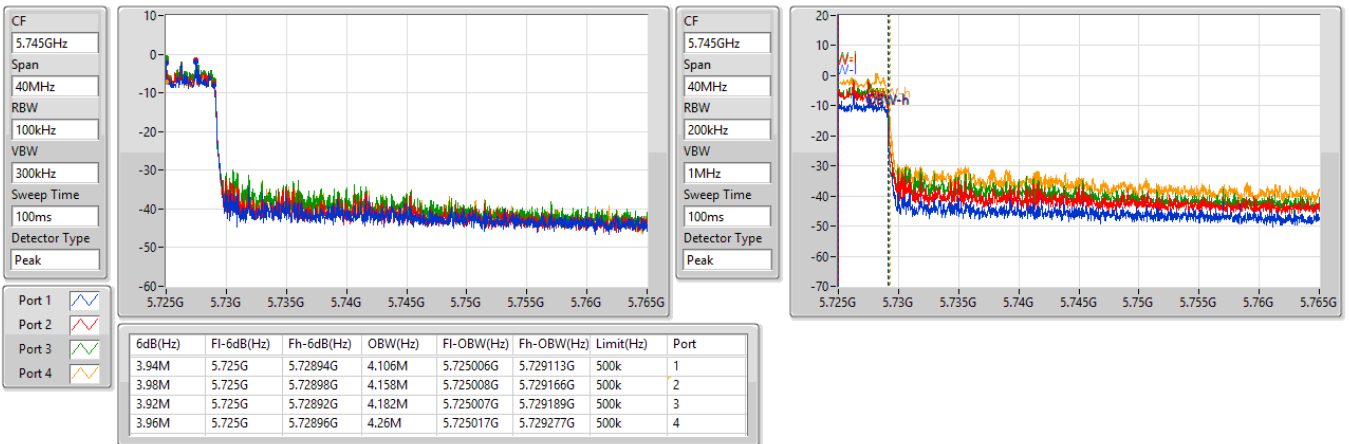 CF
5.745GHz
Span
40MHz
RBW
100kHz
VBW
300kHz
Sweep Time
100ms
Detector Type
Peak
10
0
-10
-20
-30
-40
-50
-60
5.725G 5.73G 5.735G 5.74G 5.745G 5.75G 5.755G 5.76G 5.765G
CF
5.745GHz
Span
40MHz
RBW
200kHz
VBW
1MHz
Sweep Time
100ms
Detector Type
Peak
20
10
0
-10
-20
-30
-40
-50
-60
-70
5.725G 5.73G 5.735G 5.74G 5.745G 5.75G 5.755G 5.76G 5.765G
Port 1
Port 2
Port 3
Port 4
6dB(Hz) Fl-6dB(Hz) Fh-6dB(Hz) OBW(Hz) Fl-OBW(Hz) Fh-OBW(Hz) Limit(Hz) Port
3.94M 5.725G 5.72894G 4.106M 5.725006G 5.729113G 500k 1
3.98M 5.725G 5.72898G 4.158M 5.725008G 5.729166G 500k 2
3.92M 5.725G 5.72892G 4.182M 5.725007G 5.729189G 500k 3
3.96M 5.725G 5.72896G 4.26M 5.725017G 5.729277G 500k 4